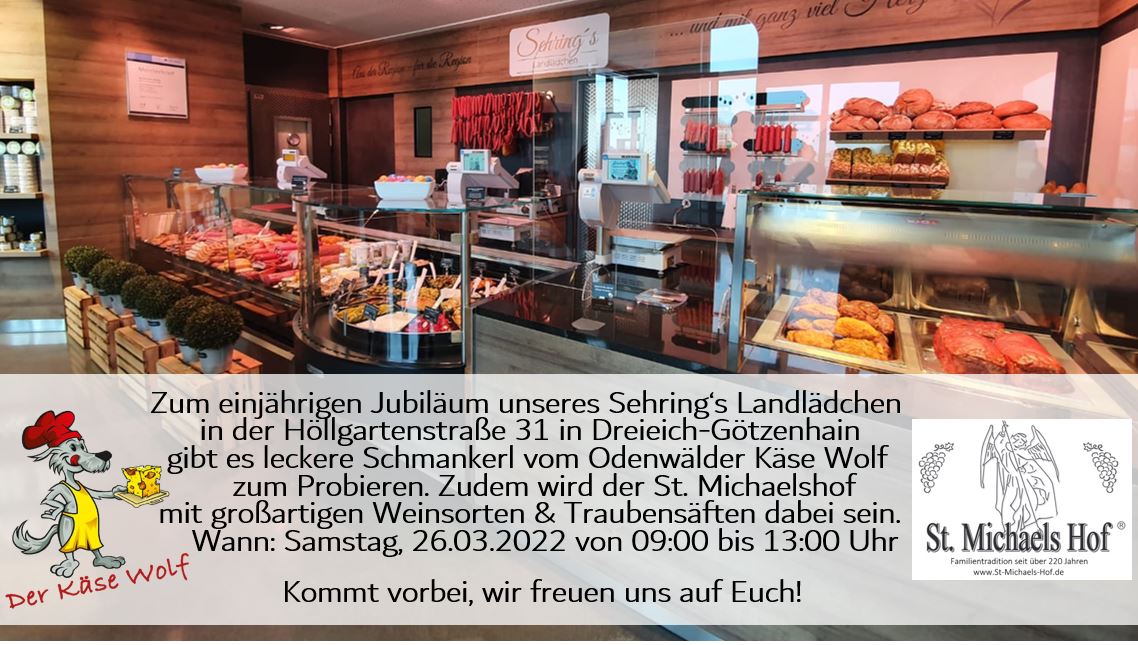 ... und mit ganz viel Herz
Sehring´s
Landlädchen
Aus der Region - für die Region
Zum einjährigen Jubiläum unseres Sehring‘s Landlädchen
in der Höllgartenstraße 31 in Dreieich-Götzenhain
gibt es leckere Schmankerl vom Odenwälder Käse Wolf
zum Probieren. Zudem wird der St. Michaelshof
mit großartigen Weinsorten & Traubensäften dabei sein.
Wann: Samstag, 26.03.2022 von 09:00 bis 13:00 Uhr
Kommt vorbei, wir freuen uns auf Euch!
Der Käse Wolf
St. Michaels Hof ®
Familientradition seit über 220 Jahren
www.St-Michaels-Hof.de